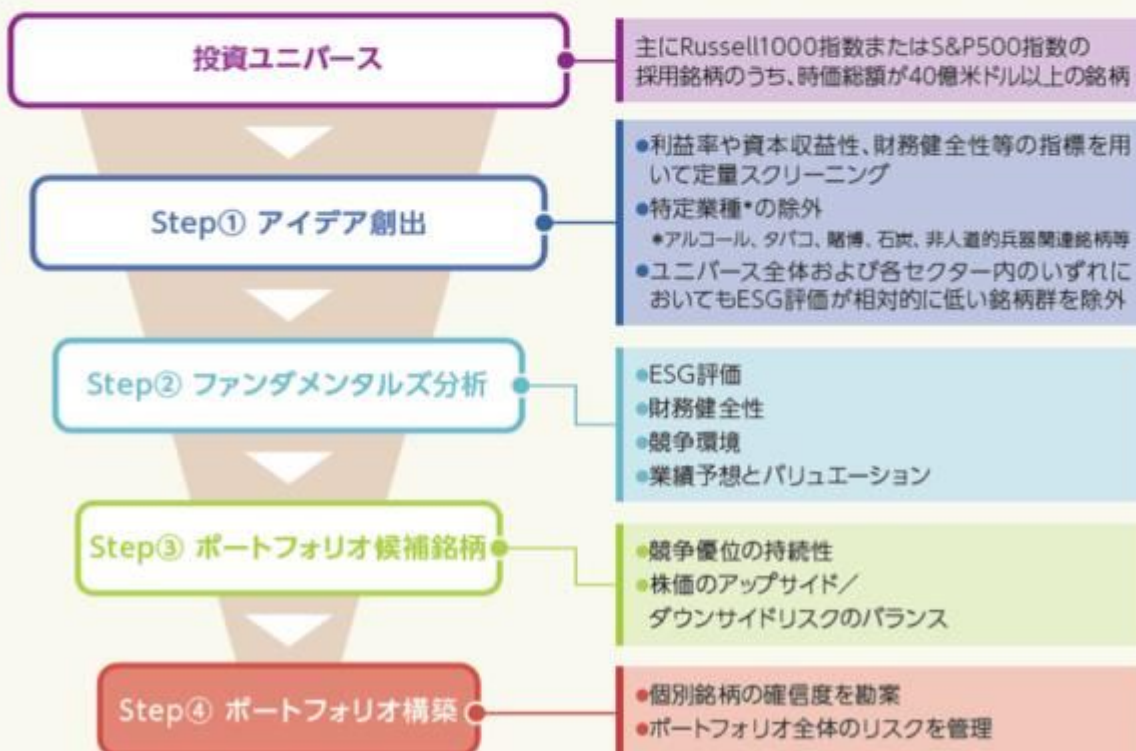 投資ユニバース
主にRussell1000指数またはS&P500指数の
採用銘柄のうち、時価総額が40億米ドル以上の銘柄
Step① アイデア創出
●利益率や資本収益性、財務健全性等の指標を用
いて定量スクリーニング
●特定業種*の除外
*アルコール、タバコ、賭博、石炭、非人道的兵器関連銘柄等
●ユニバース全体および各セクター内のいずれに
おいてもESG評価が相対的に低い銘柄群を除外
Step② ファンダメンタルズ分析
●ESG評価
●財務健全性
●競争環境
●業績予想とバリュエーション
Step③ ポートフォリオ候補銘柄
●競争優位の持続性
●株価のアップサイド／
ダウンサイドリスクのバランス
Step④ ポートフォリオ構築
●個別銘柄の確信度を勘案
●ポートフォリオ全体のリスクを管理